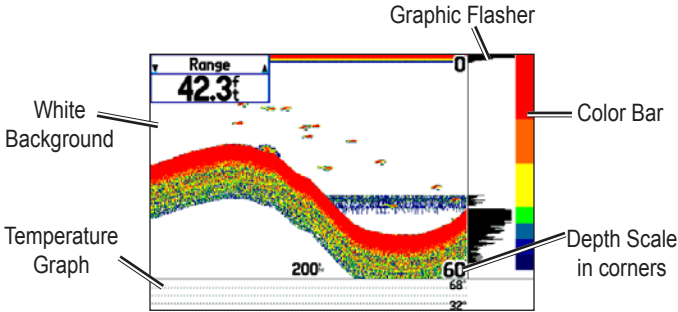 Graphic Flasher
Range
0
42.3ft
White
Background
Color Bar
Temperature
Graph
Depth Scale
in corners
200kHz
60
68°
32°